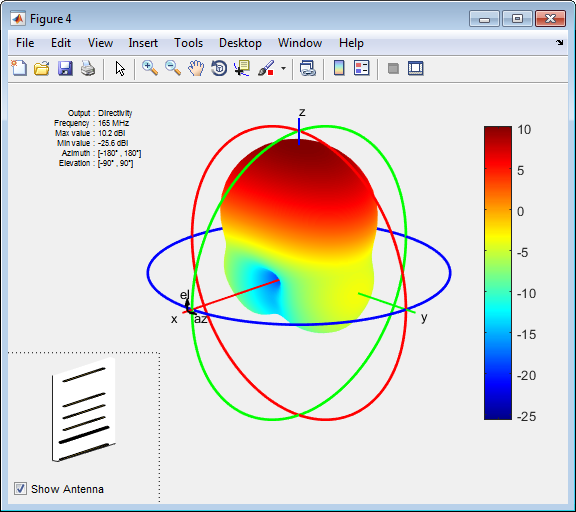 Figure 4
File Edit View Insert Tools Desktop Window Help
Output : Directivity
Frequency : 165 MHz
Max value : 10.2 dBi
Min value : -25.6 dBi
Azimuth : [-180° , 180°]
Elevation : [-90° , 90°]
z
el
az
x
y
10
5
0
-5
-10
-15
-20
-25
Show Antenna